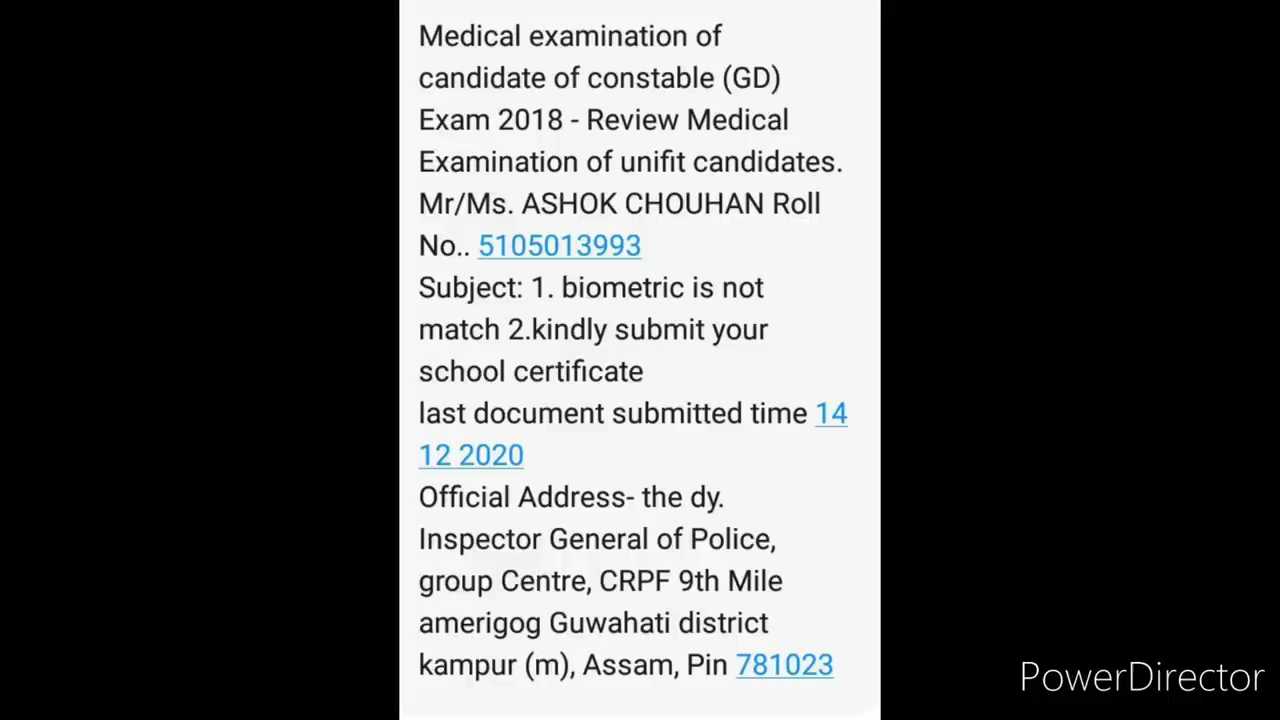 Medical examination of
candidate of constable (GD)
Exam 2018 - Review Medical
Examination of unifit candidates.
Mr/Ms. ASHOK CHOUHAN Roll
No.. 5105013993
Subject: 1. biometric is not
match 2.kindly submit your
school certificate
last document submitted time 14
12 2020
Official Address- the dy.
Inspector General of Police,
group Centre, CRPF 9th Mile
amerigog Guwahati district
kampur (m), Assam, Pin 781023
PowerDirector